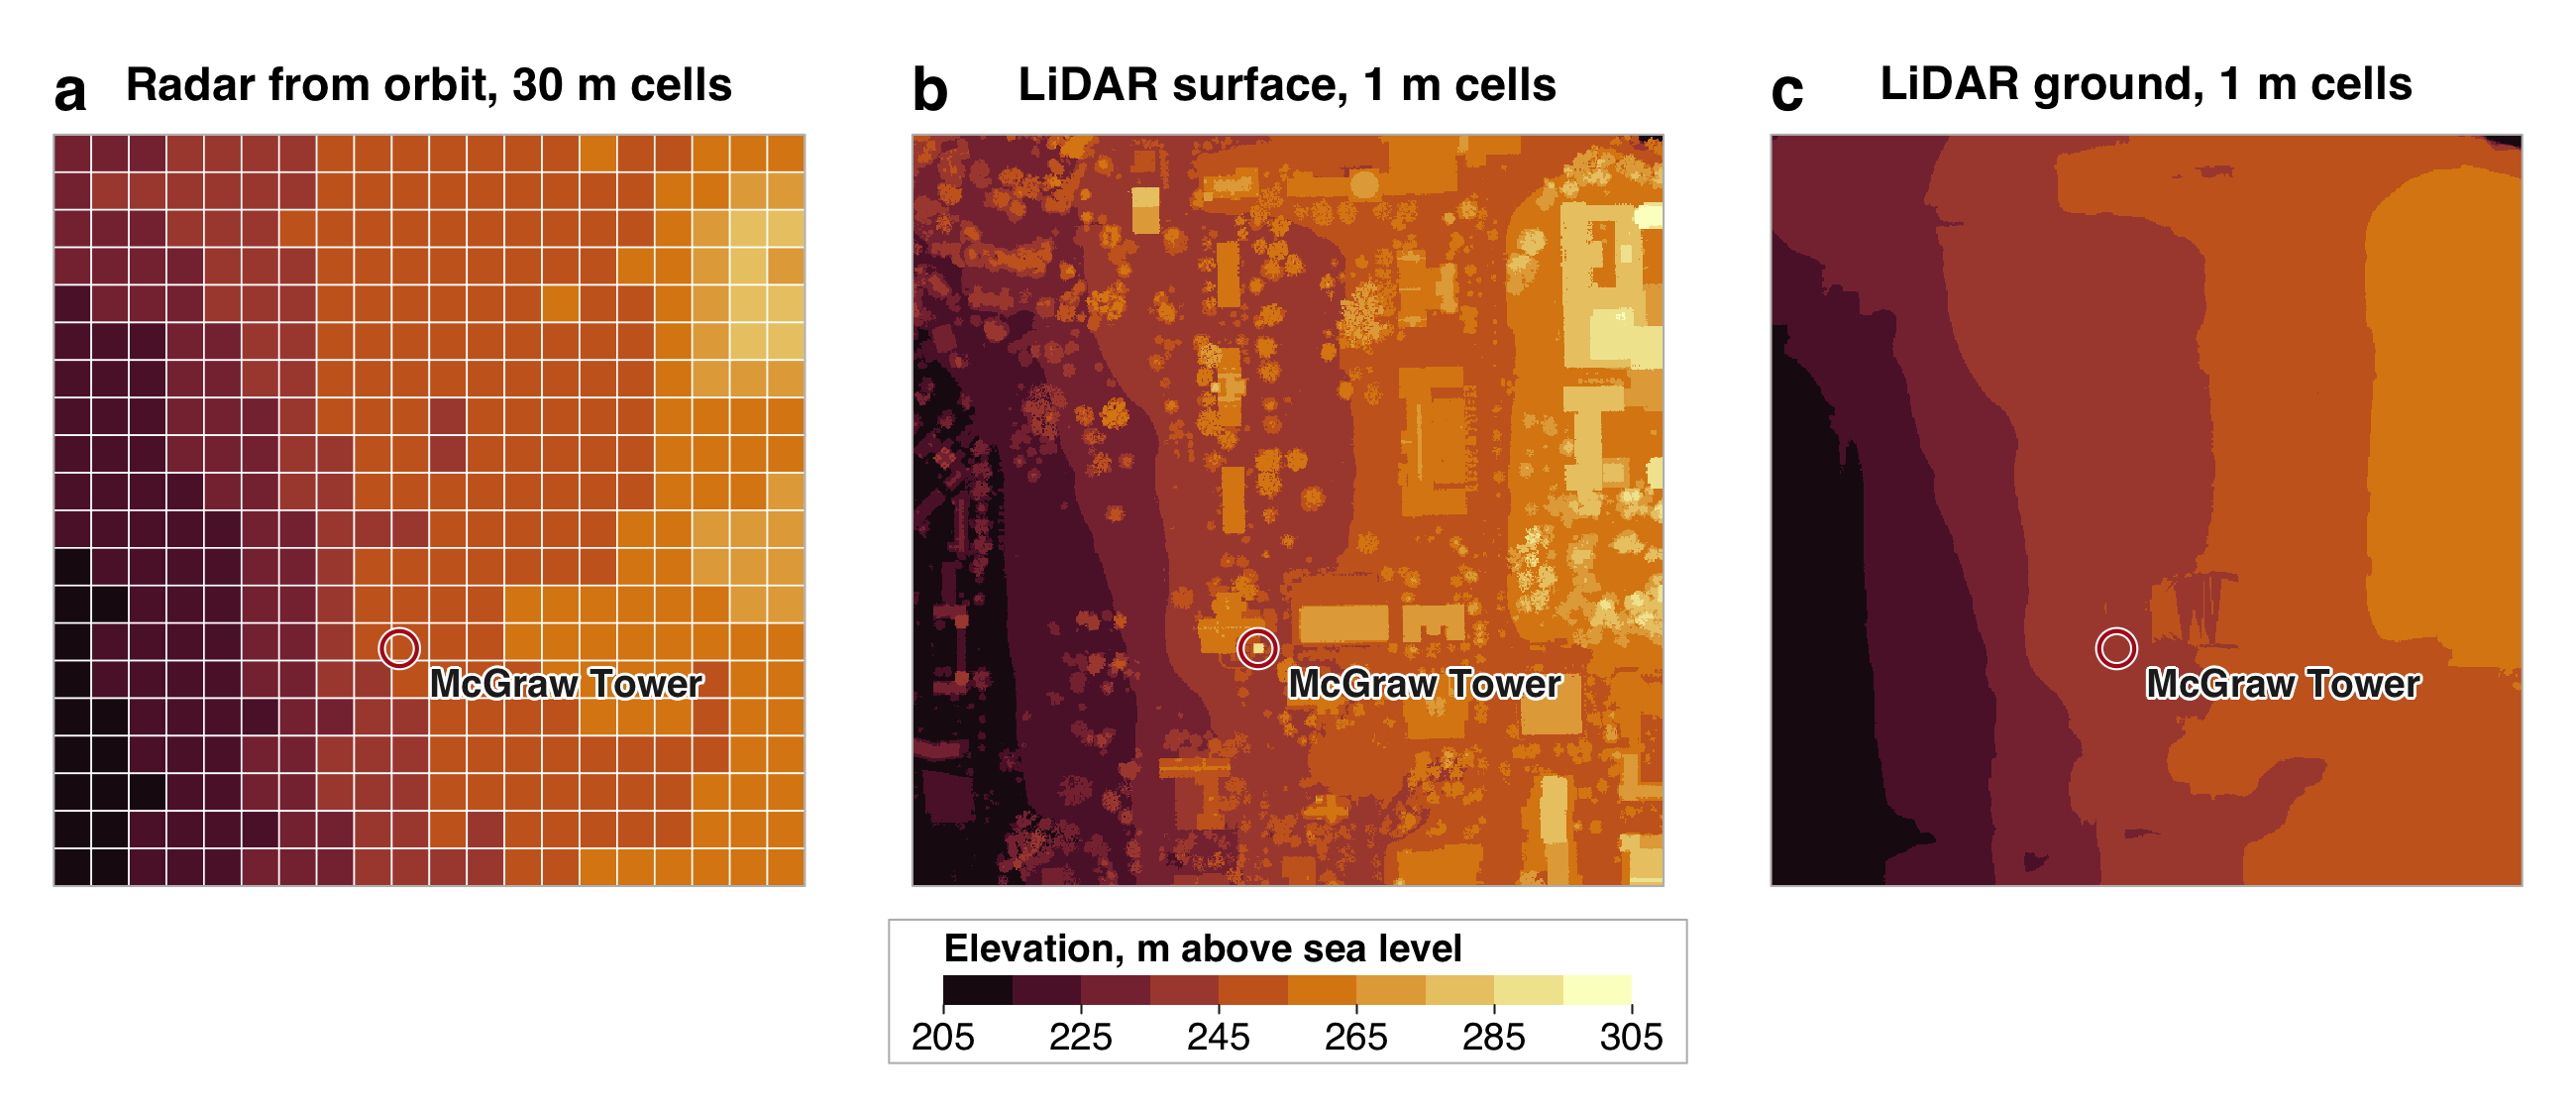 a Radar from orbit, 30 m cells
b LiDAR surface, 1 m cells
c LiDAR ground, 1 m cells
McGraw Tower
McGraw Tower
McGraw Tower
Elevation, m above sea level
205 225 245 265 285 305